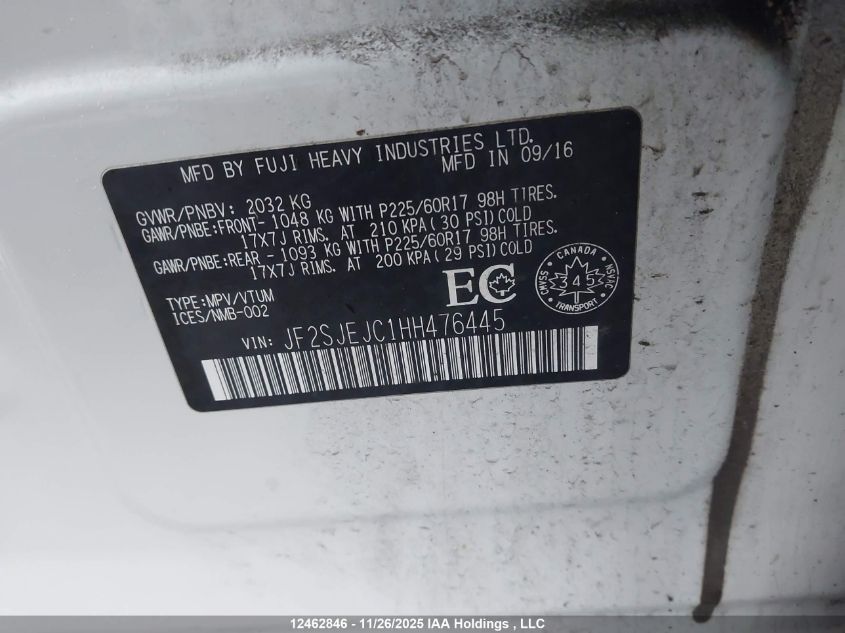 MFD BY FUJI HEAVY INDUSTRIES LTD.
MFD IN 09/16
GVWR/PNBV: 2032 KG
GAWR/PNBE:FRONT- 1048 KG WITH P225/60R17 98H TIRES.
17X7J RIMS. AT 210 KPA(30 PSI)COLD
GAWR/PNBE:REAR - 1093 KG WITH P225/60R17 98H TIRES.
17X7J RIMS. AT 200 KPA(29 PSI)COLD
TYPE:MPV/VTUM
ICES/NMB-002
EC
CANADA
CMVSS
345
NSVAC
TRANSPORT
VIN: JF2SJEJC1HH476445
12462846 - 11/26/2025 IAA Holdings , LLC